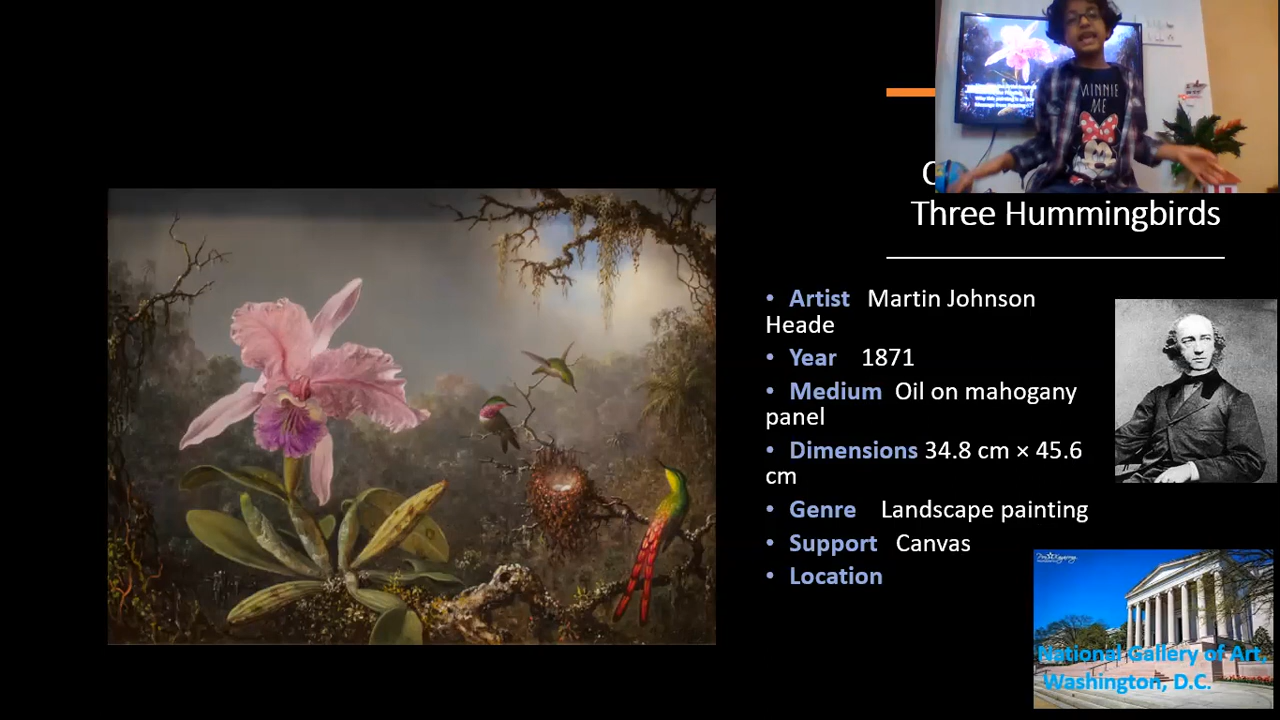 MINNIE
ME
Three Hummingbirds
• Artist Martin Johnson
Heade
• Year 1871
• Medium Oil on mahogany
panel
• Dimensions 34.8 cm × 45.6
cm
• Genre Landscape painting
• Support Canvas
• Location
National Gallery of Art,
Washington, D.C.